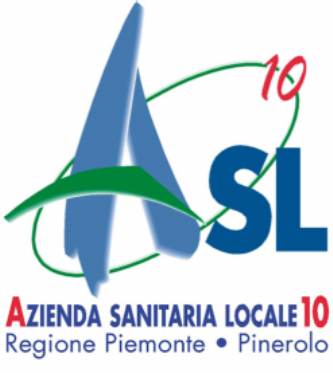 10
ASL
AZIENDA SANITARIA LOCALE 10
Regione Piemonte • Pinerolo